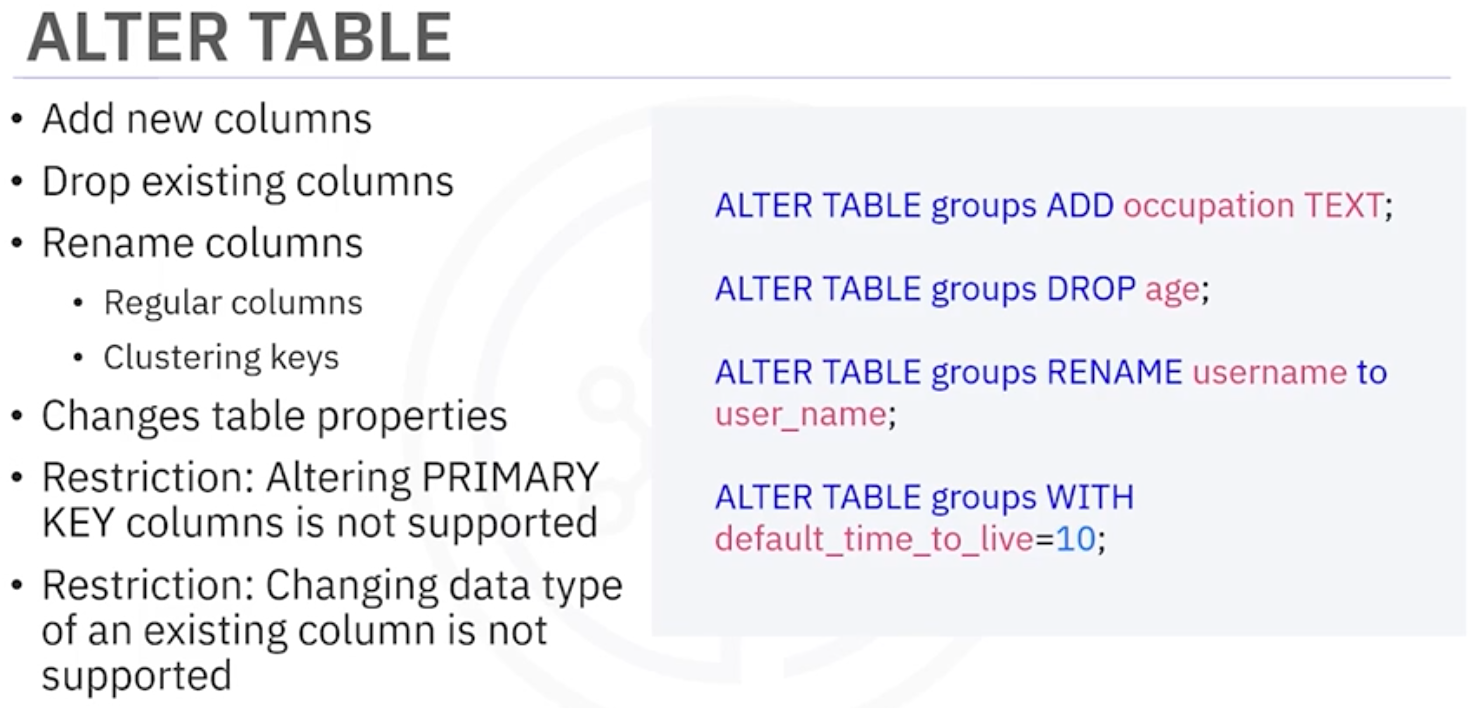 ALTER TABLE
• Add new columns
• Drop existing columns
• Rename columns
• Regular columns
• Clustering keys
• Changes table properties
• Restriction: Altering PRIMARY
KEY columns is not supported
• Restriction: Changing data type
of an existing column is not
supported
ALTER TABLE groups ADD occupation TEXT;
ALTER TABLE groups DROP age;
ALTER TABLE groups RENAME username to
user_name;
ALTER TABLE groups WITH
default_time_to_live=10;